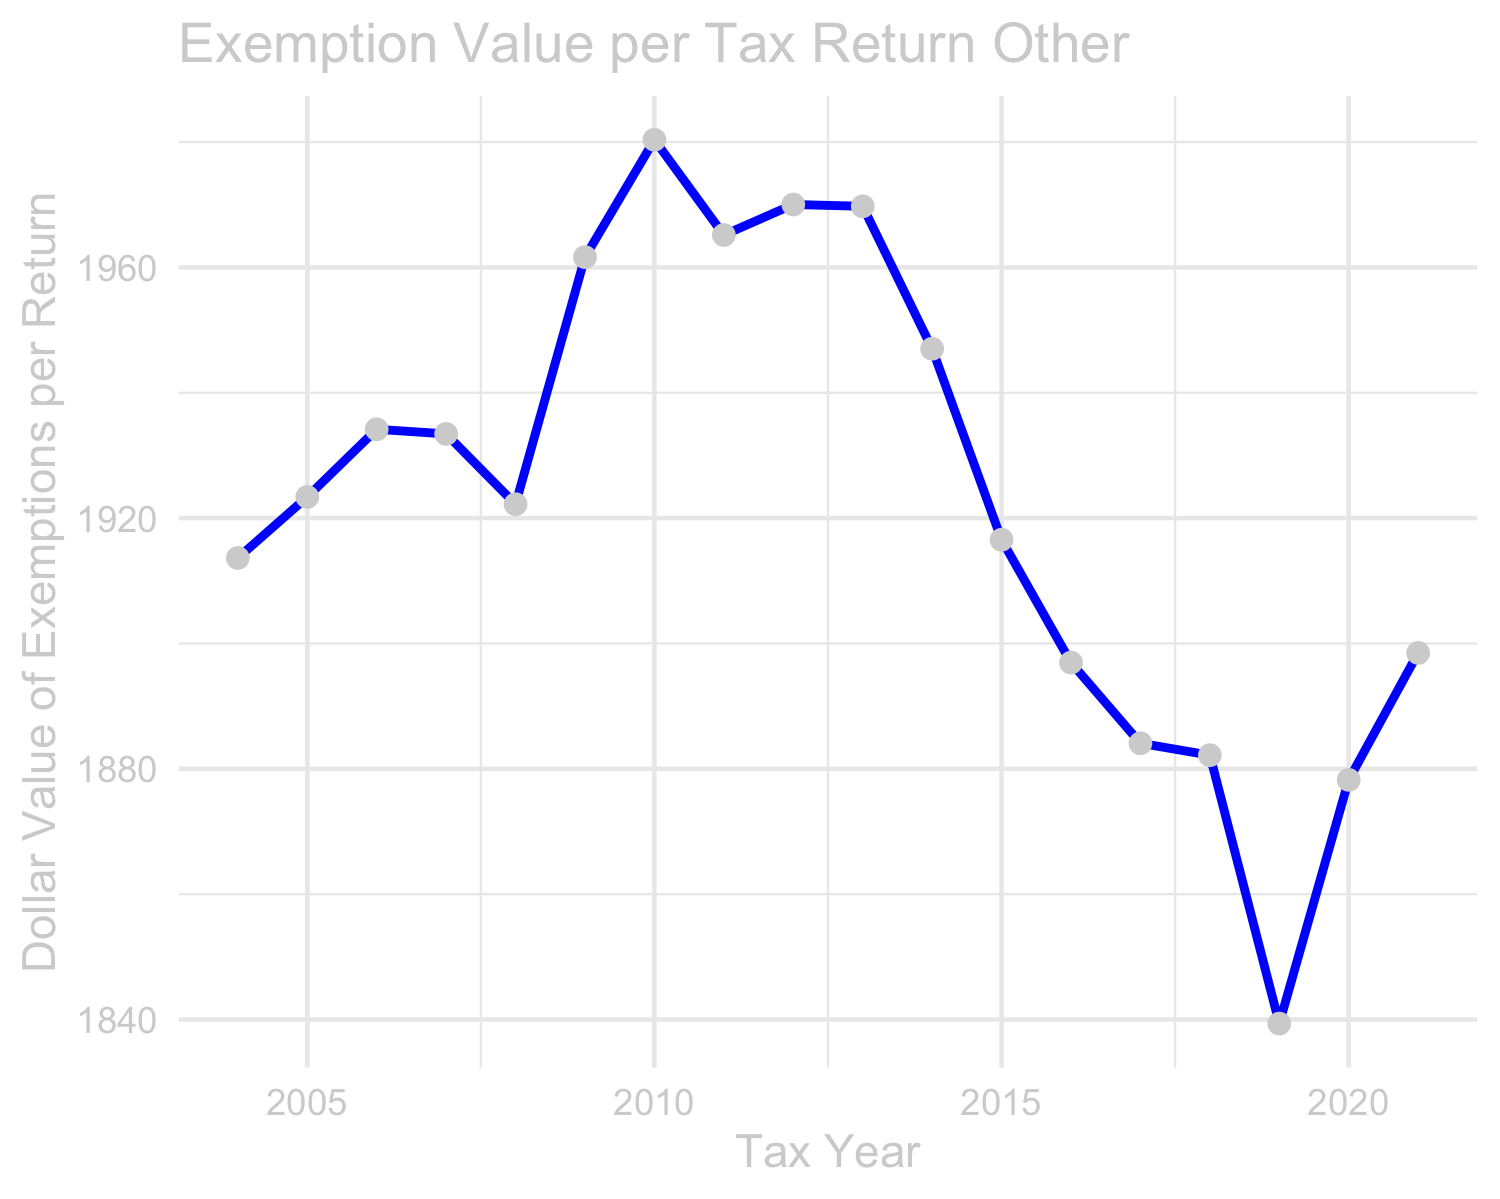 Exemption Value per Tax Return Other
Dollar Value of Exemptions per Return
1960
1920
1880
1840
2005 2010 2015 2020
Tax Year